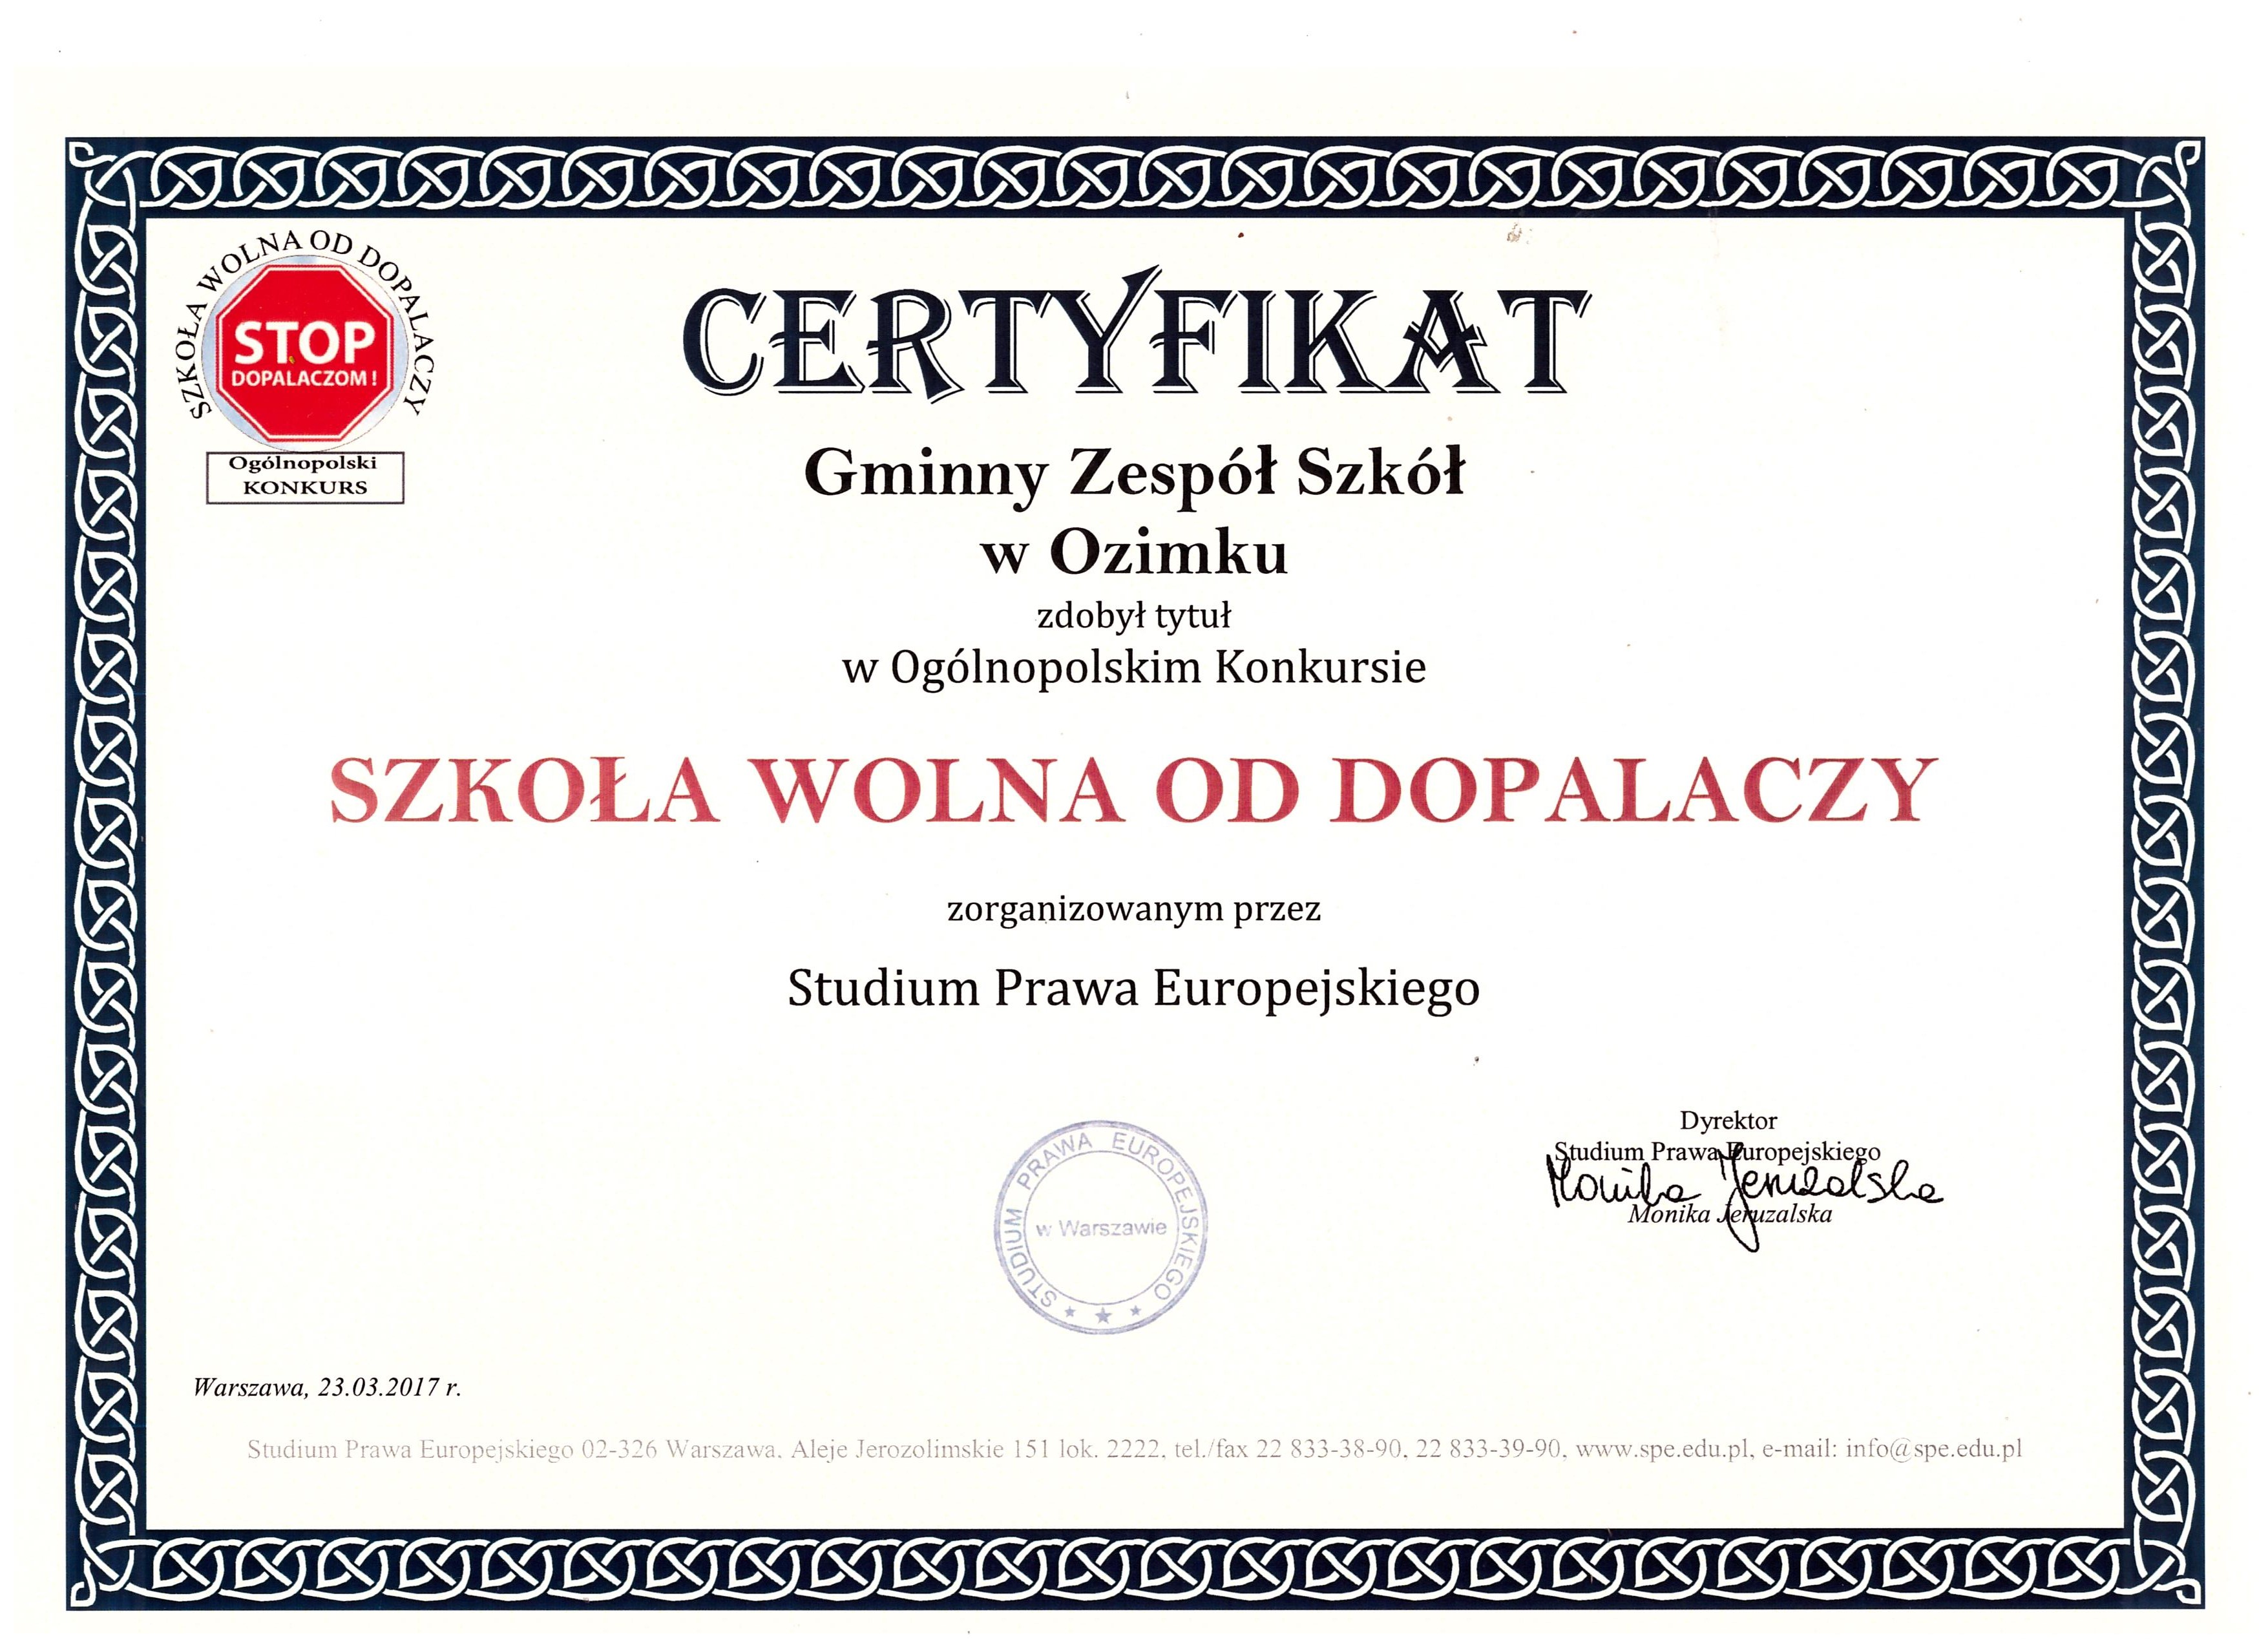 SZKOŁA WOLNA OD DOPALACZY
STOP
DOPALACZOM!
Ogólnopolski
KONKURS
CERTYFIKAT
Gminny Zespół Szkół
w Ozimku
zdobył tytuł
w Ogólnopolskim Konkursie
SZKOŁA WOLNA OD DOPALACZY
zorganizowanym przez
Studium Prawa Europejskiego
STUDIUM PRAWA EUROPEJSKIEGO
w Warszawie
Dyrektor
Studium Prawa Europejskiego
Monika Jeruzalska
Monika Jeruzalska
Warszawa, 23.03.2017 r.
Studium Prawa Europejskiego 02-326 Warszawa, Aleje Jerozolimskie 151 lok. 2222, tel./fax 22 833-38-90, 22 833-39-90, www.spe.edu.pl, e-mail: info@spe.edu.pl